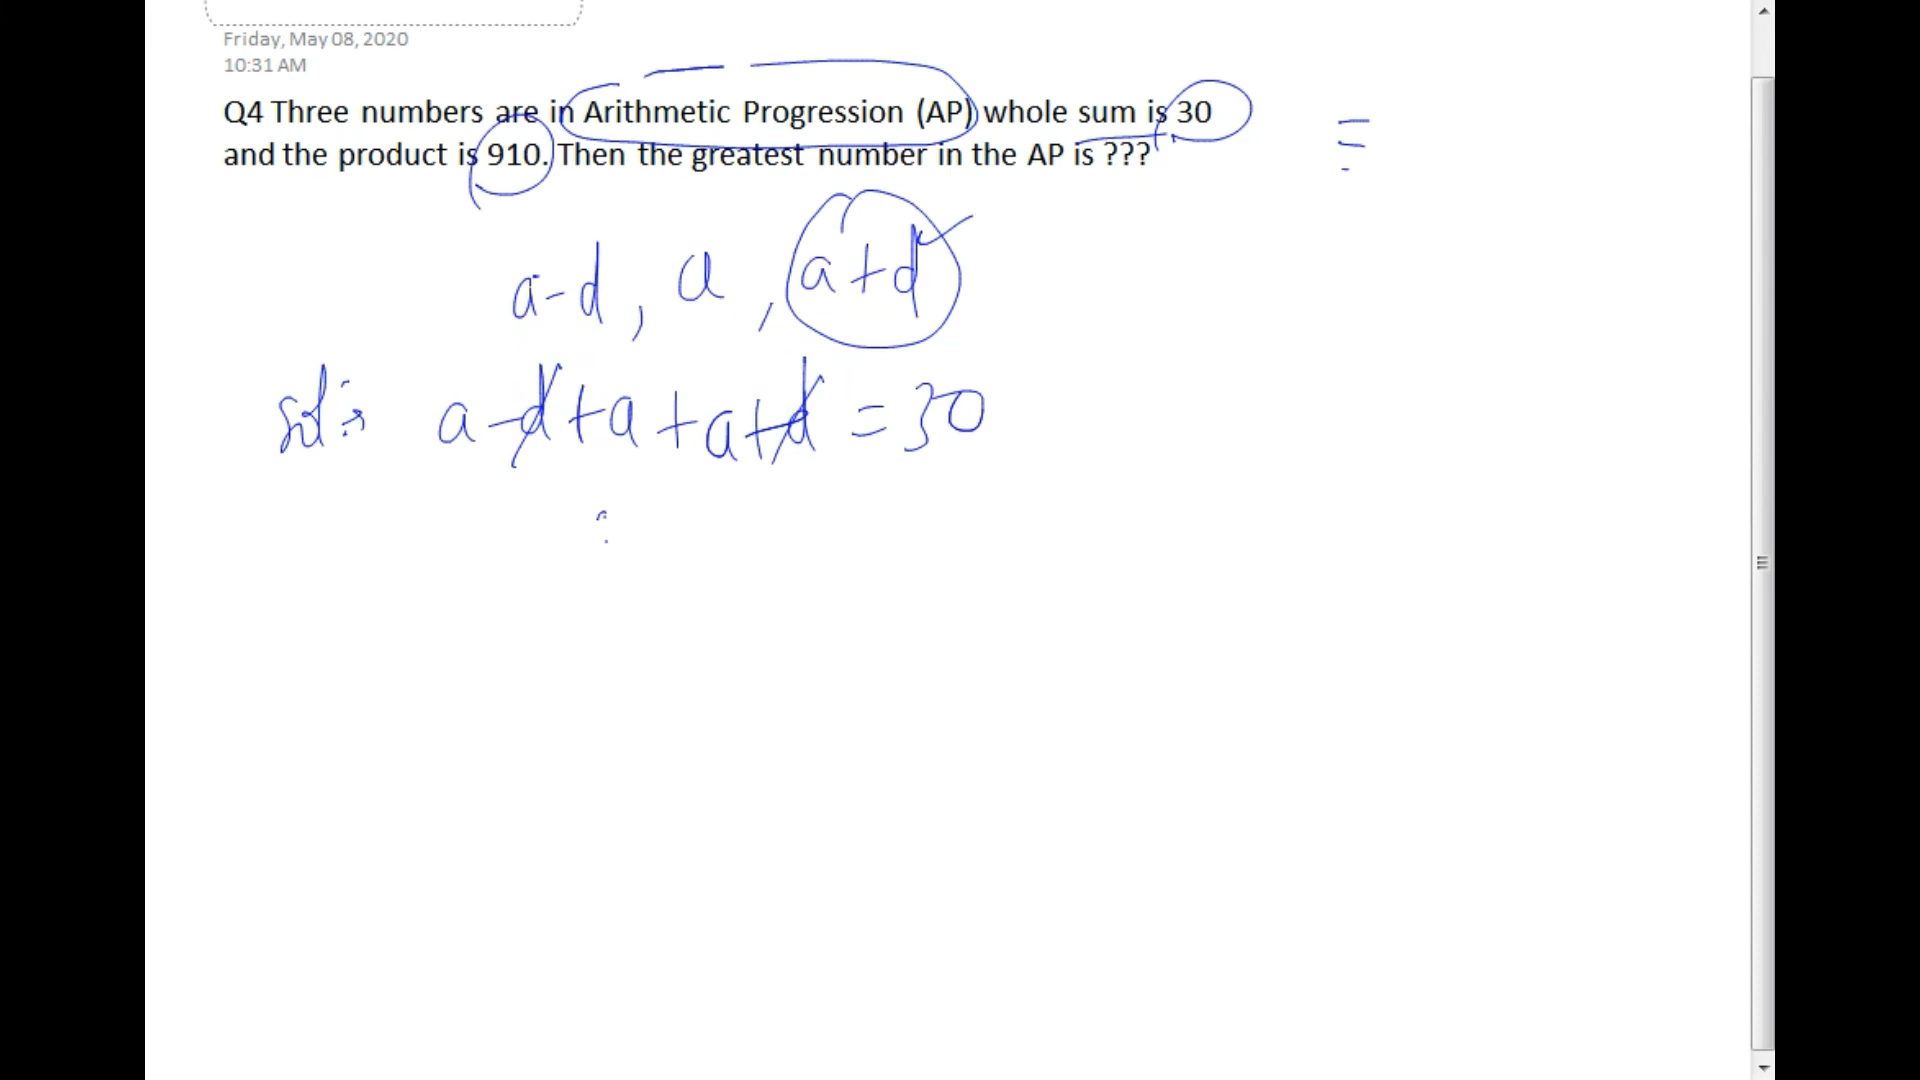 Friday, May 08, 2020
10:31 AM
Q4 Three numbers are in Arithmetic Progression (AP) whole sum is 30
and the product is 910. Then the greatest number in the AP is ???
a-d, a, a+d
Sol:→ a-d+a+a+d=30